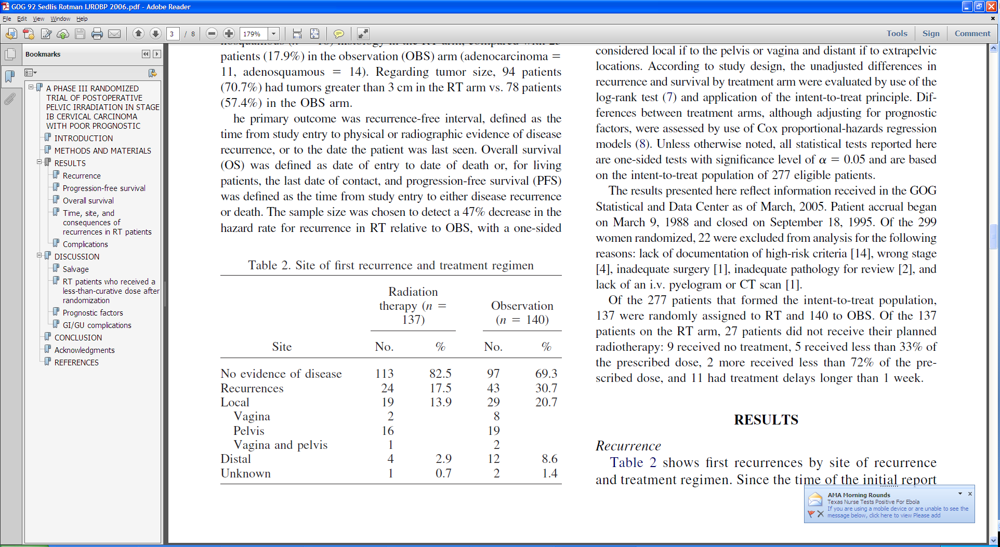 GOG 92 Sedlis Rotman IJROBP 2006.pdf - Adobe Reader
File Edit View Window Help
3 / 8 179% Tools Sign Comment
Bookmarks
A PHASE III RANDOMIZED
TRIAL OF POSTOPERATIVE
PELVIC IRRADIATION IN STAGE
IB CERVICAL CARCINOMA
WITH POOR PROGNOSTIC
INTRODUCTION
METHODS AND MATERIALS
RESULTS
Recurrence
Progression-free survival
Overall survival
Time, site, and
consequences of
recurrences in RT patients
Complications
DISCUSSION
Salvage
RT patients who received a
less-than-curative dose after
randomization
Prognostic factors
GI/GU complications
CONCLUSION
Acknowledgments
REFERENCES
patients (17.9%) in the observation (OBS) arm (adenocarcinoma =
11, adenosquamous = 14). Regarding tumor size, 94 patients
(70.7%) had tumors greater than 3 cm in the RT arm vs. 78 patients
(57.4%) in the OBS arm.
he primary outcome was recurrence-free interval, defined as the
time from study entry to physical or radiographic evidence of disease
recurrence, or to the date the patient was last seen. Overall survival
(OS) was defined as date of entry to date of death or, for living
patients, the last date of contact, and progression-free survival (PFS)
was defined as the time from study entry to either disease recurrence
or death. The sample size was chosen to detect a 47% decrease in the
hazard rate for recurrence in RT relative to OBS, with a one-sided
Table 2. Site of first recurrence and treatment regimen
Radiation
therapy (n = Observation
137) (n = 140)
Site No. % No. %
No evidence of disease 113 82.5 97 69.3
Recurrences 24 17.5 43 30.7
Local 19 13.9 29 20.7
Vagina 2 8
Pelvis 16 19
Vagina and pelvis 1 2
Distal 4 2.9 12 8.6
Unknown 1 0.7 2 1.4
considered local if to the pelvis or vagina and distant if to extrapelvic
locations. According to study design, the unadjusted differences in
recurrence and survival by treatment arm were evaluated by use of the
log-rank test (7) and application of the intent-to-treat principle. Dif-
ferences between treatment arms, although adjusting for prognostic
factors, were assessed by use of Cox proportional-hazards regression
models (8). Unless otherwise noted, all statistical tests reported here
are one-sided tests with significance level of α = 0.05 and are based
on the intent-to-treat population of 277 eligible patients.
The results presented here reflect information received in the GOG
Statistical and Data Center as of March, 2005. Patient accrual began
on March 9, 1988 and closed on September 18, 1995. Of the 299
women randomized, 22 were excluded from analysis for the following
reasons: lack of documentation of high-risk criteria [14], wrong stage
[4], inadequate surgery [1], inadequate pathology for review [2], and
lack of an i.v. pyelogram or CT scan [1].
Of the 277 patients that formed the intent-to-treat population,
137 were randomly assigned to RT and 140 to OBS. Of the 137
patients on the RT arm, 27 patients did not receive their planned
radiotherapy: 9 received no treatment, 5 received less than 33% of
the prescribed dose, 2 more received less than 72% of the pre-
scribed dose, and 11 had treatment delays longer than 1 week.
RESULTS
Recurrence
Table 2 shows first recurrences by site of recurrence
and treatment regimen. Since the time of the initial report
AMA Morning Rounds
Texas Nurse Tests Positive For Ebola
If you are using a mobile device or are unable to see the
message below, click here to view Please add